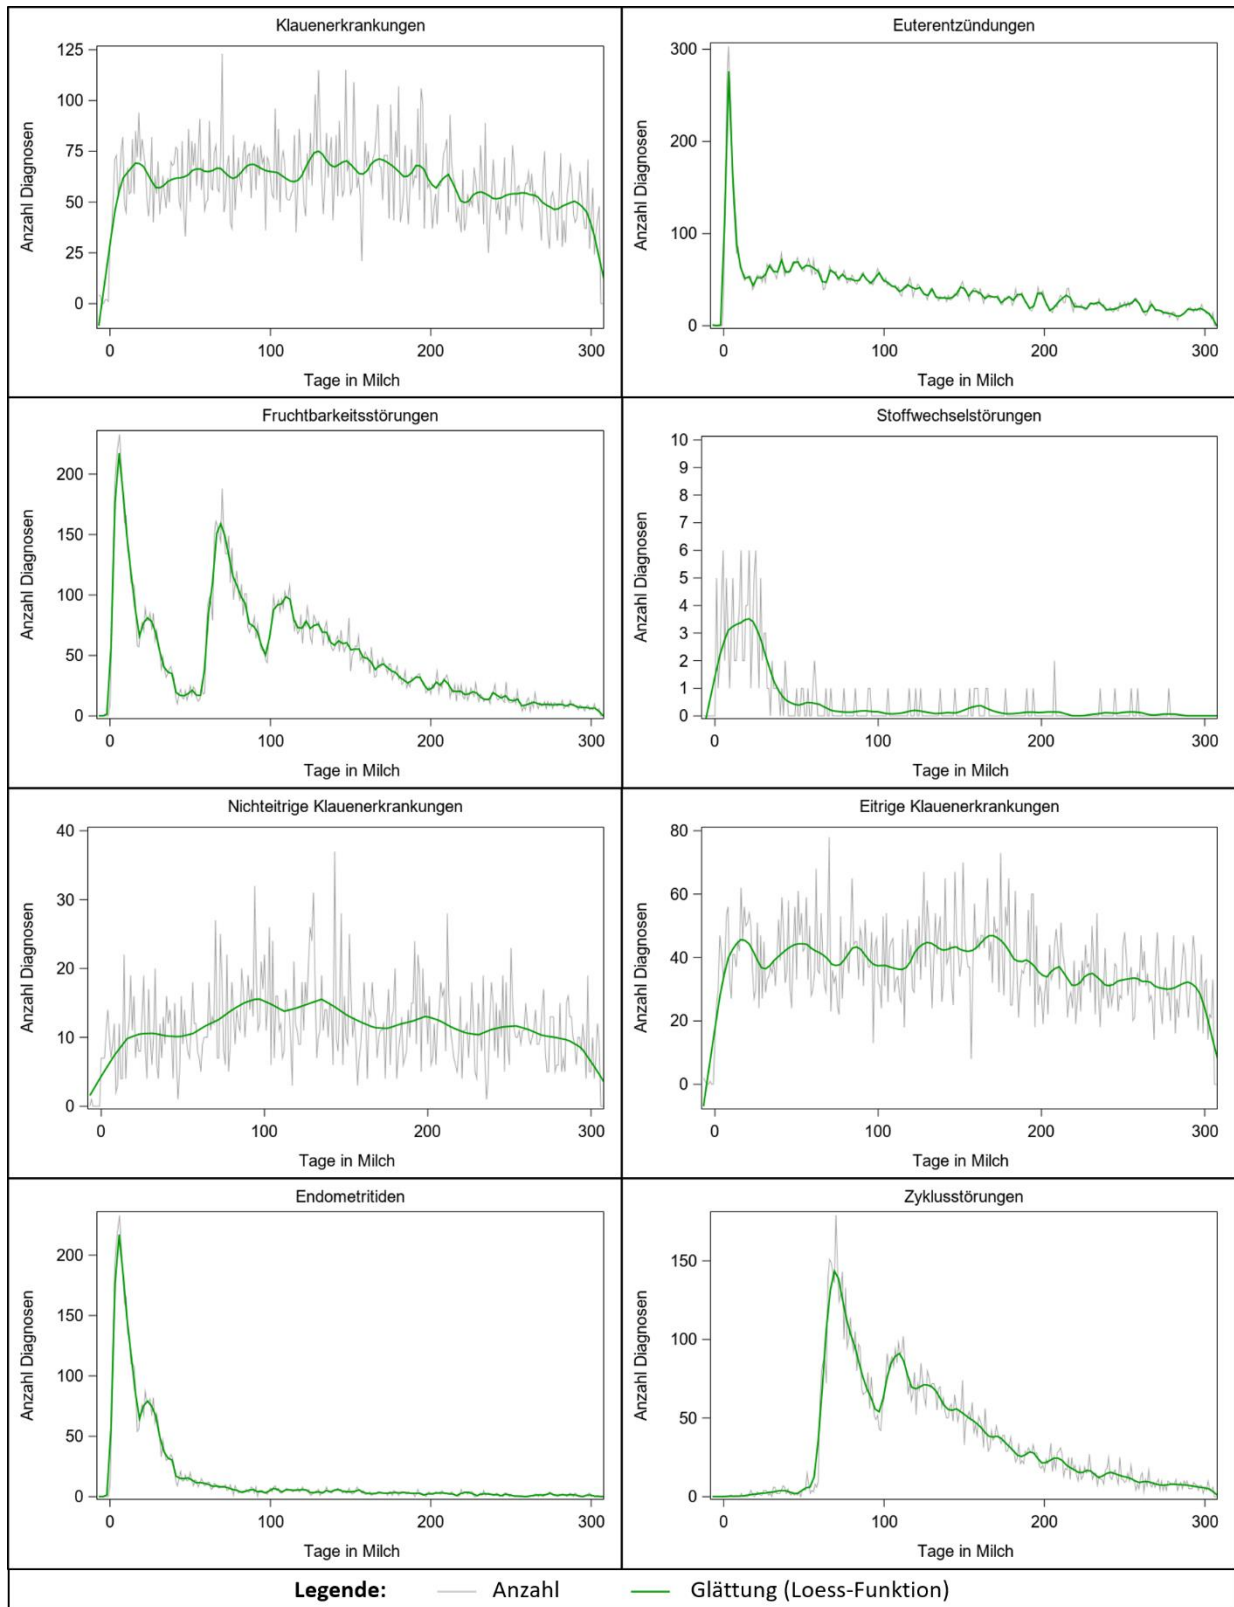 Klauenerkrankungen
Anzahl Diagnosen
125
100
75
50
25
0
0 100 200 300
Tage in Milch
Euterentzündungen
Anzahl Diagnosen
300
200
100
0
0 100 200 300
Tage in Milch
Fruchtbarkeitsstörungen
Anzahl Diagnosen
200
150
100
50
0
0 100 200 300
Tage in Milch
Stoffwechselstörungen
Anzahl Diagnosen
10
9
8
7
6
5
4
3
2
1
0
0 100 200 300
Tage in Milch
Nichteitrige Klauenerkrankungen
Anzahl Diagnosen
40
30
20
10
0
0 100 200 300
Tage in Milch
Eitrige Klauenerkrankungen
Anzahl Diagnosen
80
60
40
20
0
0 100 200 300
Tage in Milch
Endometritiden
Anzahl Diagnosen
200
150
100
50
0
0 100 200 300
Tage in Milch
Zyklusstörungen
Anzahl Diagnosen
150
100
50
0
0 100 200 300
Tage in Milch
Legende: Anzahl Glättung (Loess-Funktion)